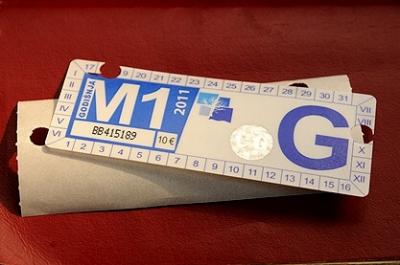 17 19 20 21 22 23 24 25 26 27 28 29 30 31
I II III IV V VI
GODIŠNJA
M1
2011
BB415189
10 €
G
VII VIII IX X XI XII
1 2 3 4 5 6 7 8 9 10 11 12 13 14 15 16